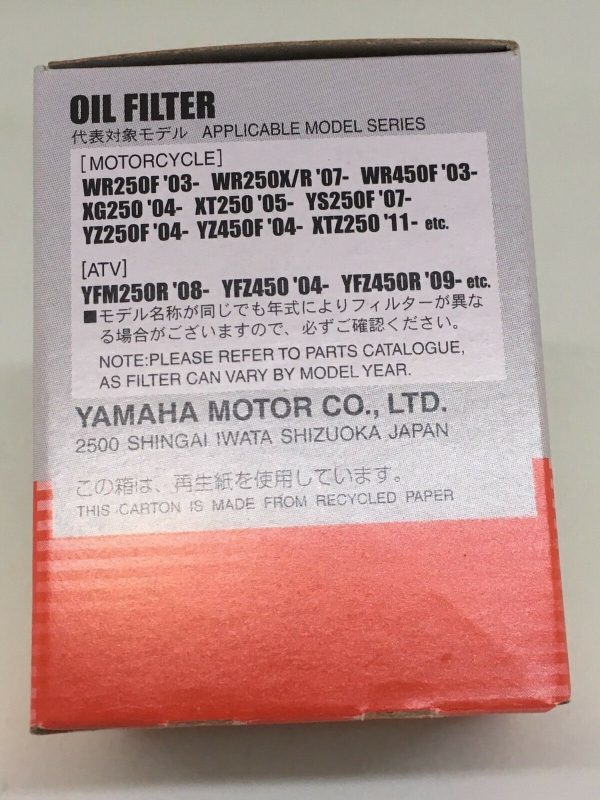 OIL FILTER
代表対象モデル APPLICABLE MODEL SERIES
[MOTORCYCLE]
WR250F '03- WR250X/R '07- WR450F '03-
XG250 '04- XT250 '05- YS250F '07-
YZ250F '04- YZ450F '04- XTZ250 '11- etc.
[ATV]
YFM250R '08- YFZ450 '04- YFZ450R '09- etc.
■モデル名称が同じでも年式によりフィルターが異な
る場合がございますので、必ずご確認ください。
NOTE:PLEASE REFER TO PARTS CATALOGUE,
AS FILTER CAN VARY BY MODEL YEAR.
YAMAHA MOTOR CO., LTD.
2500 SHINGAI IWATA SHIZUOKA JAPAN
この箱は、再生紙を使用しています。
THIS CARTON IS MADE FROM RECYCLED PAPER